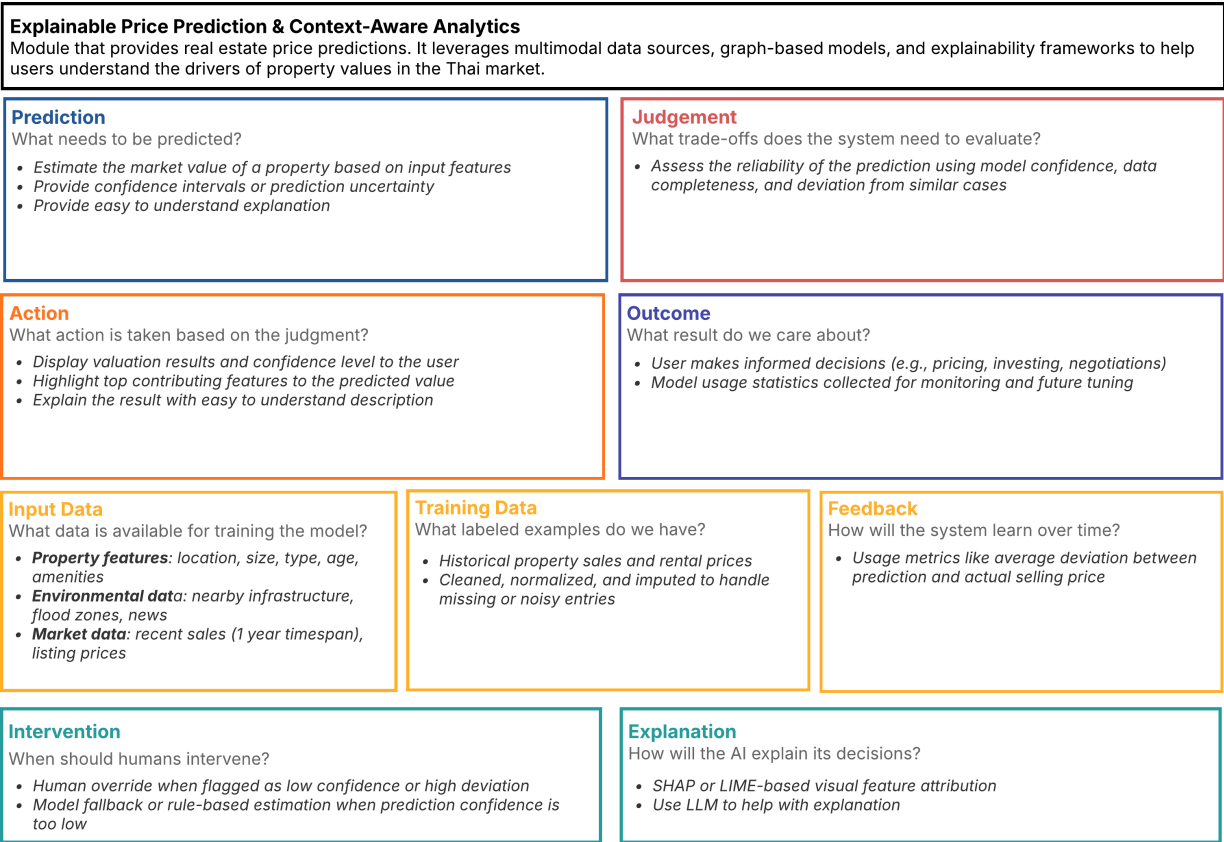 Explainable Price Prediction & Context-Aware Analytics
Module that provides real estate price predictions. It leverages multimodal data sources, graph-based models, and explainability frameworks to help
users understand the drivers of property values in the Thai market.
Prediction
What needs to be predicted?
• Estimate the market value of a property based on input features
• Provide confidence intervals or prediction uncertainty
• Provide easy to understand explanation
Judgement
What trade-offs does the system need to evaluate?
• Assess the reliability of the prediction using model confidence, data
completeness, and deviation from similar cases
Action
What action is taken based on the judgment?
• Display valuation results and confidence level to the user
• Highlight top contributing features to the predicted value
• Explain the result with easy to understand description
Outcome
What result do we care about?
• User makes informed decisions (e.g., pricing, investing, negotiations)
• Model usage statistics collected for monitoring and future tuning
Input Data
What data is available for training the model?
• Property features: location, size, type, age,
amenities
• Environmental data: nearby infrastructure,
flood zones, news
• Market data: recent sales (1 year timespan),
listing prices
Training Data
What labeled examples do we have?
• Historical property sales and rental prices
• Cleaned, normalized, and imputed to handle
missing or noisy entries
Feedback
How will the system learn over time?
• Usage metrics like average deviation between
prediction and actual selling price
Intervention
When should humans intervene?
• Human override when flagged as low confidence or high deviation
• Model fallback or rule-based estimation when prediction confidence is
too low
Explanation
How will the AI explain its decisions?
• SHAP or LIME-based visual feature attribution
• Use LLM to help with explanation